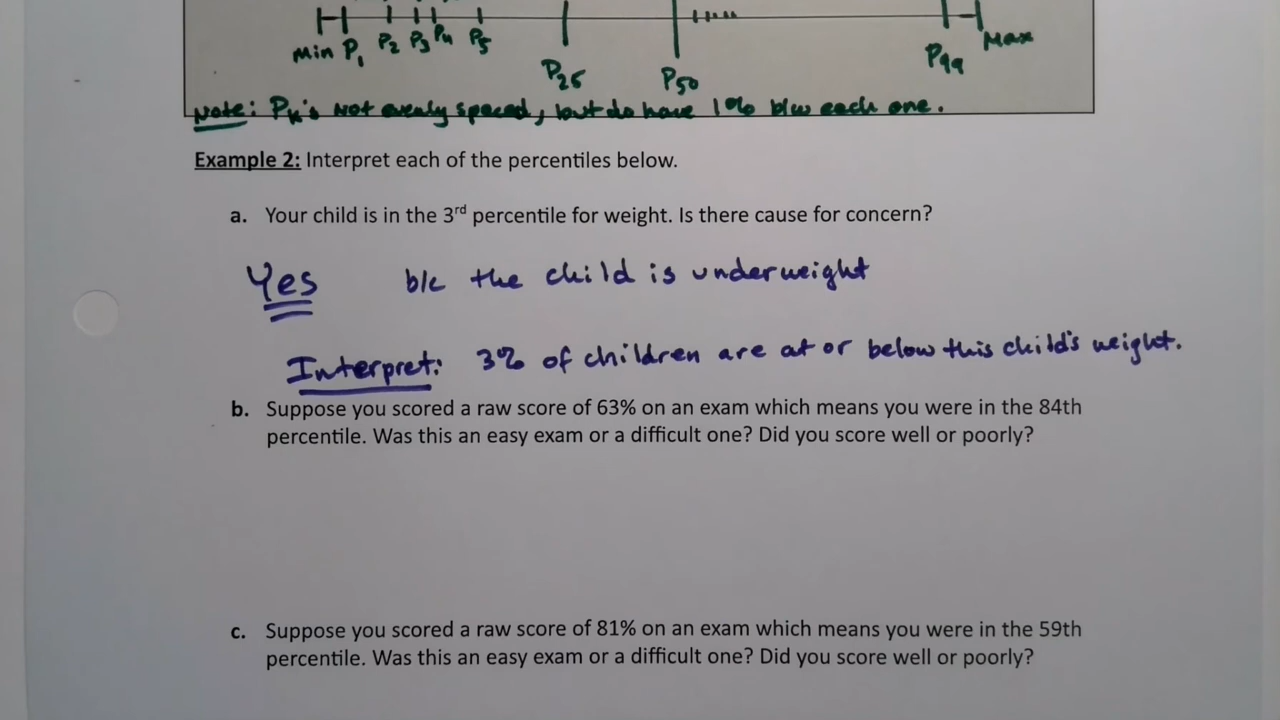 Min P₁ P₂ P₃ P₄ P₅ P₂₅ P₅₀ P₉₉ Max
Note: Pₖ's not evenly spaced, but do have 1% b/w each one.
Example 2: Interpret each of the percentiles below.
a. Your child is in the 3rd percentile for weight. Is there cause for concern?
Yes b/c the child is underweight
Interpret: 3% of children are at or below this child's weight.
b. Suppose you scored a raw score of 63% on an exam which means you were in the 84th
percentile. Was this an easy exam or a difficult one? Did you score well or poorly?
c. Suppose you scored a raw score of 81% on an exam which means you were in the 59th
percentile. Was this an easy exam or a difficult one? Did you score well or poorly?